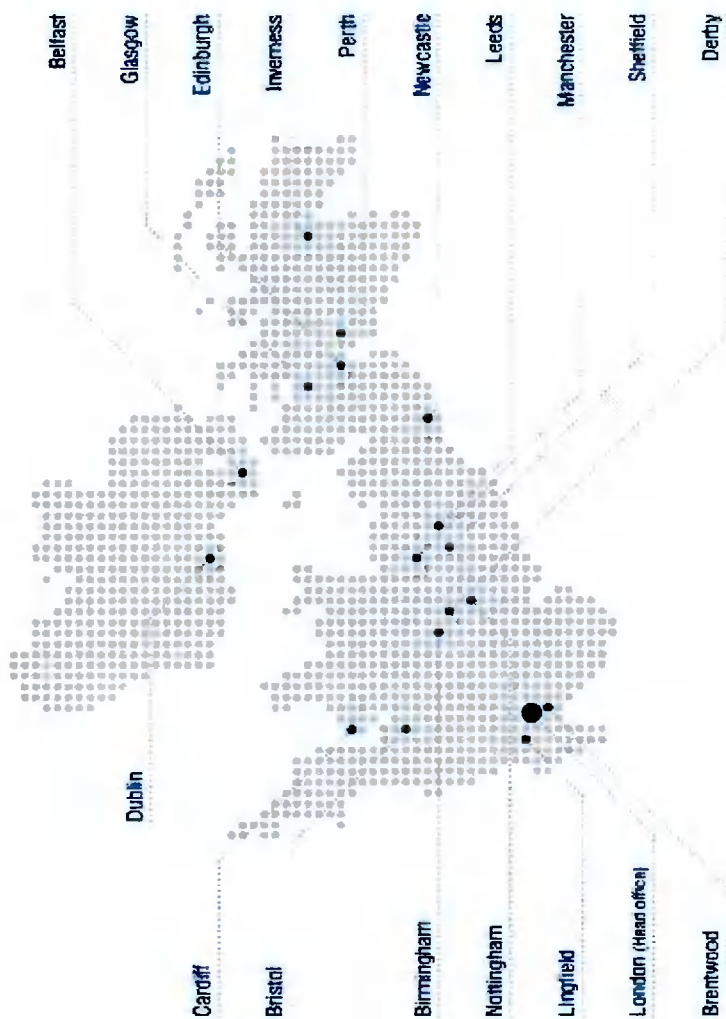 Belfast
Glasgow
Edinburgh
Inverness
Perth
Newcastle
Leeds
Manchester
Sheffield
Derby
Dublin
Cardiff
Bristol
Birmingham
Nottingham
Lingfield
London (Head office)
Brentwood